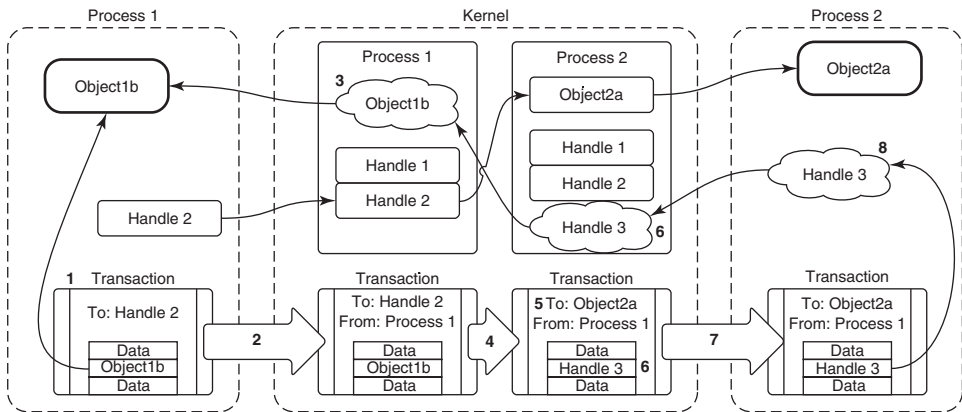 Process 1
Kernel
Process 2
Process 1
Process 2
Object1b
3
Object1b
Object2a
Object2a
Handle 1
Handle 2
Handle 1
Handle 2
8
Handle 3
Handle 2
Handle 3
6
1
Transaction
To: Handle 2
Data
Object1b
Data
2
Transaction
To: Handle 2
From: Process 1
Data
Object1b
Data
4
Transaction
5 To: Object2a
From: Process 1
Data
Handle 3
6
Data
7
Transaction
To: Object2a
From: Process 1
Data
Handle 3
Data